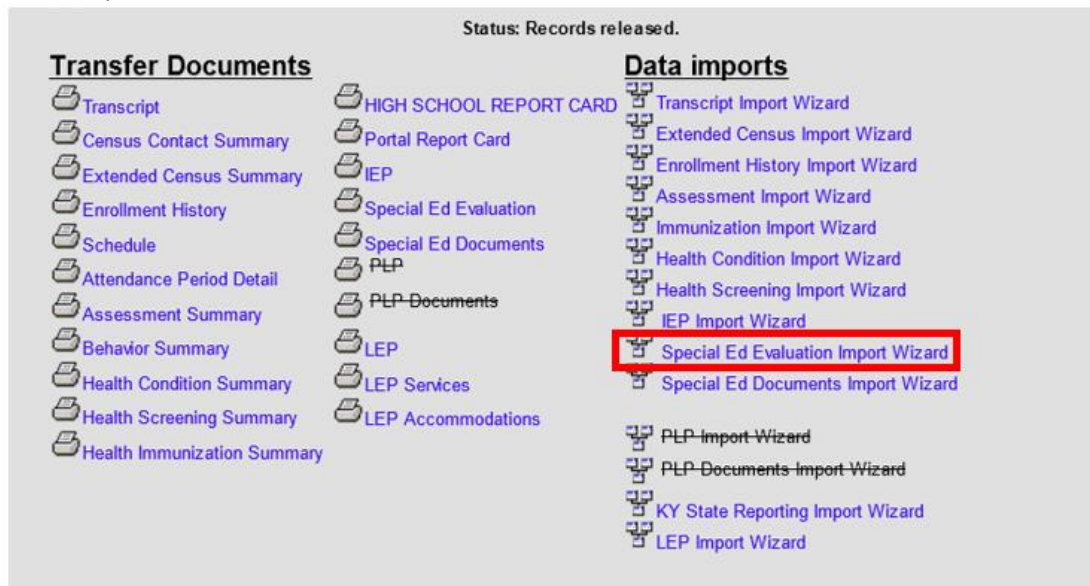 Status: Records released.
Transfer Documents
Transcript
Census Contact Summary
Extended Census Summary
Enrollment History
Schedule
Attendance Period Detail
Assessment Summary
Behavior Summary
Health Condition Summary
Health Screening Summary
Health Immunization Summary
HIGH SCHOOL REPORT CARD
Portal Report Card
IEP
Special Ed Evaluation
Special Ed Documents
PLP
PLP Documents
LEP
LEP Services
LEP Accommodations
Data imports
Transcript Import Wizard
Extended Census Import Wizard
Enrollment History Import Wizard
Assessment Import Wizard
Immunization Import Wizard
Health Condition Import Wizard
Health Screening Import Wizard
IEP Import Wizard
Special Ed Evaluation Import Wizard
Special Ed Documents Import Wizard
PLP Import Wizard
PLP Documents Import Wizard
KY State Reporting Import Wizard
LEP Import Wizard